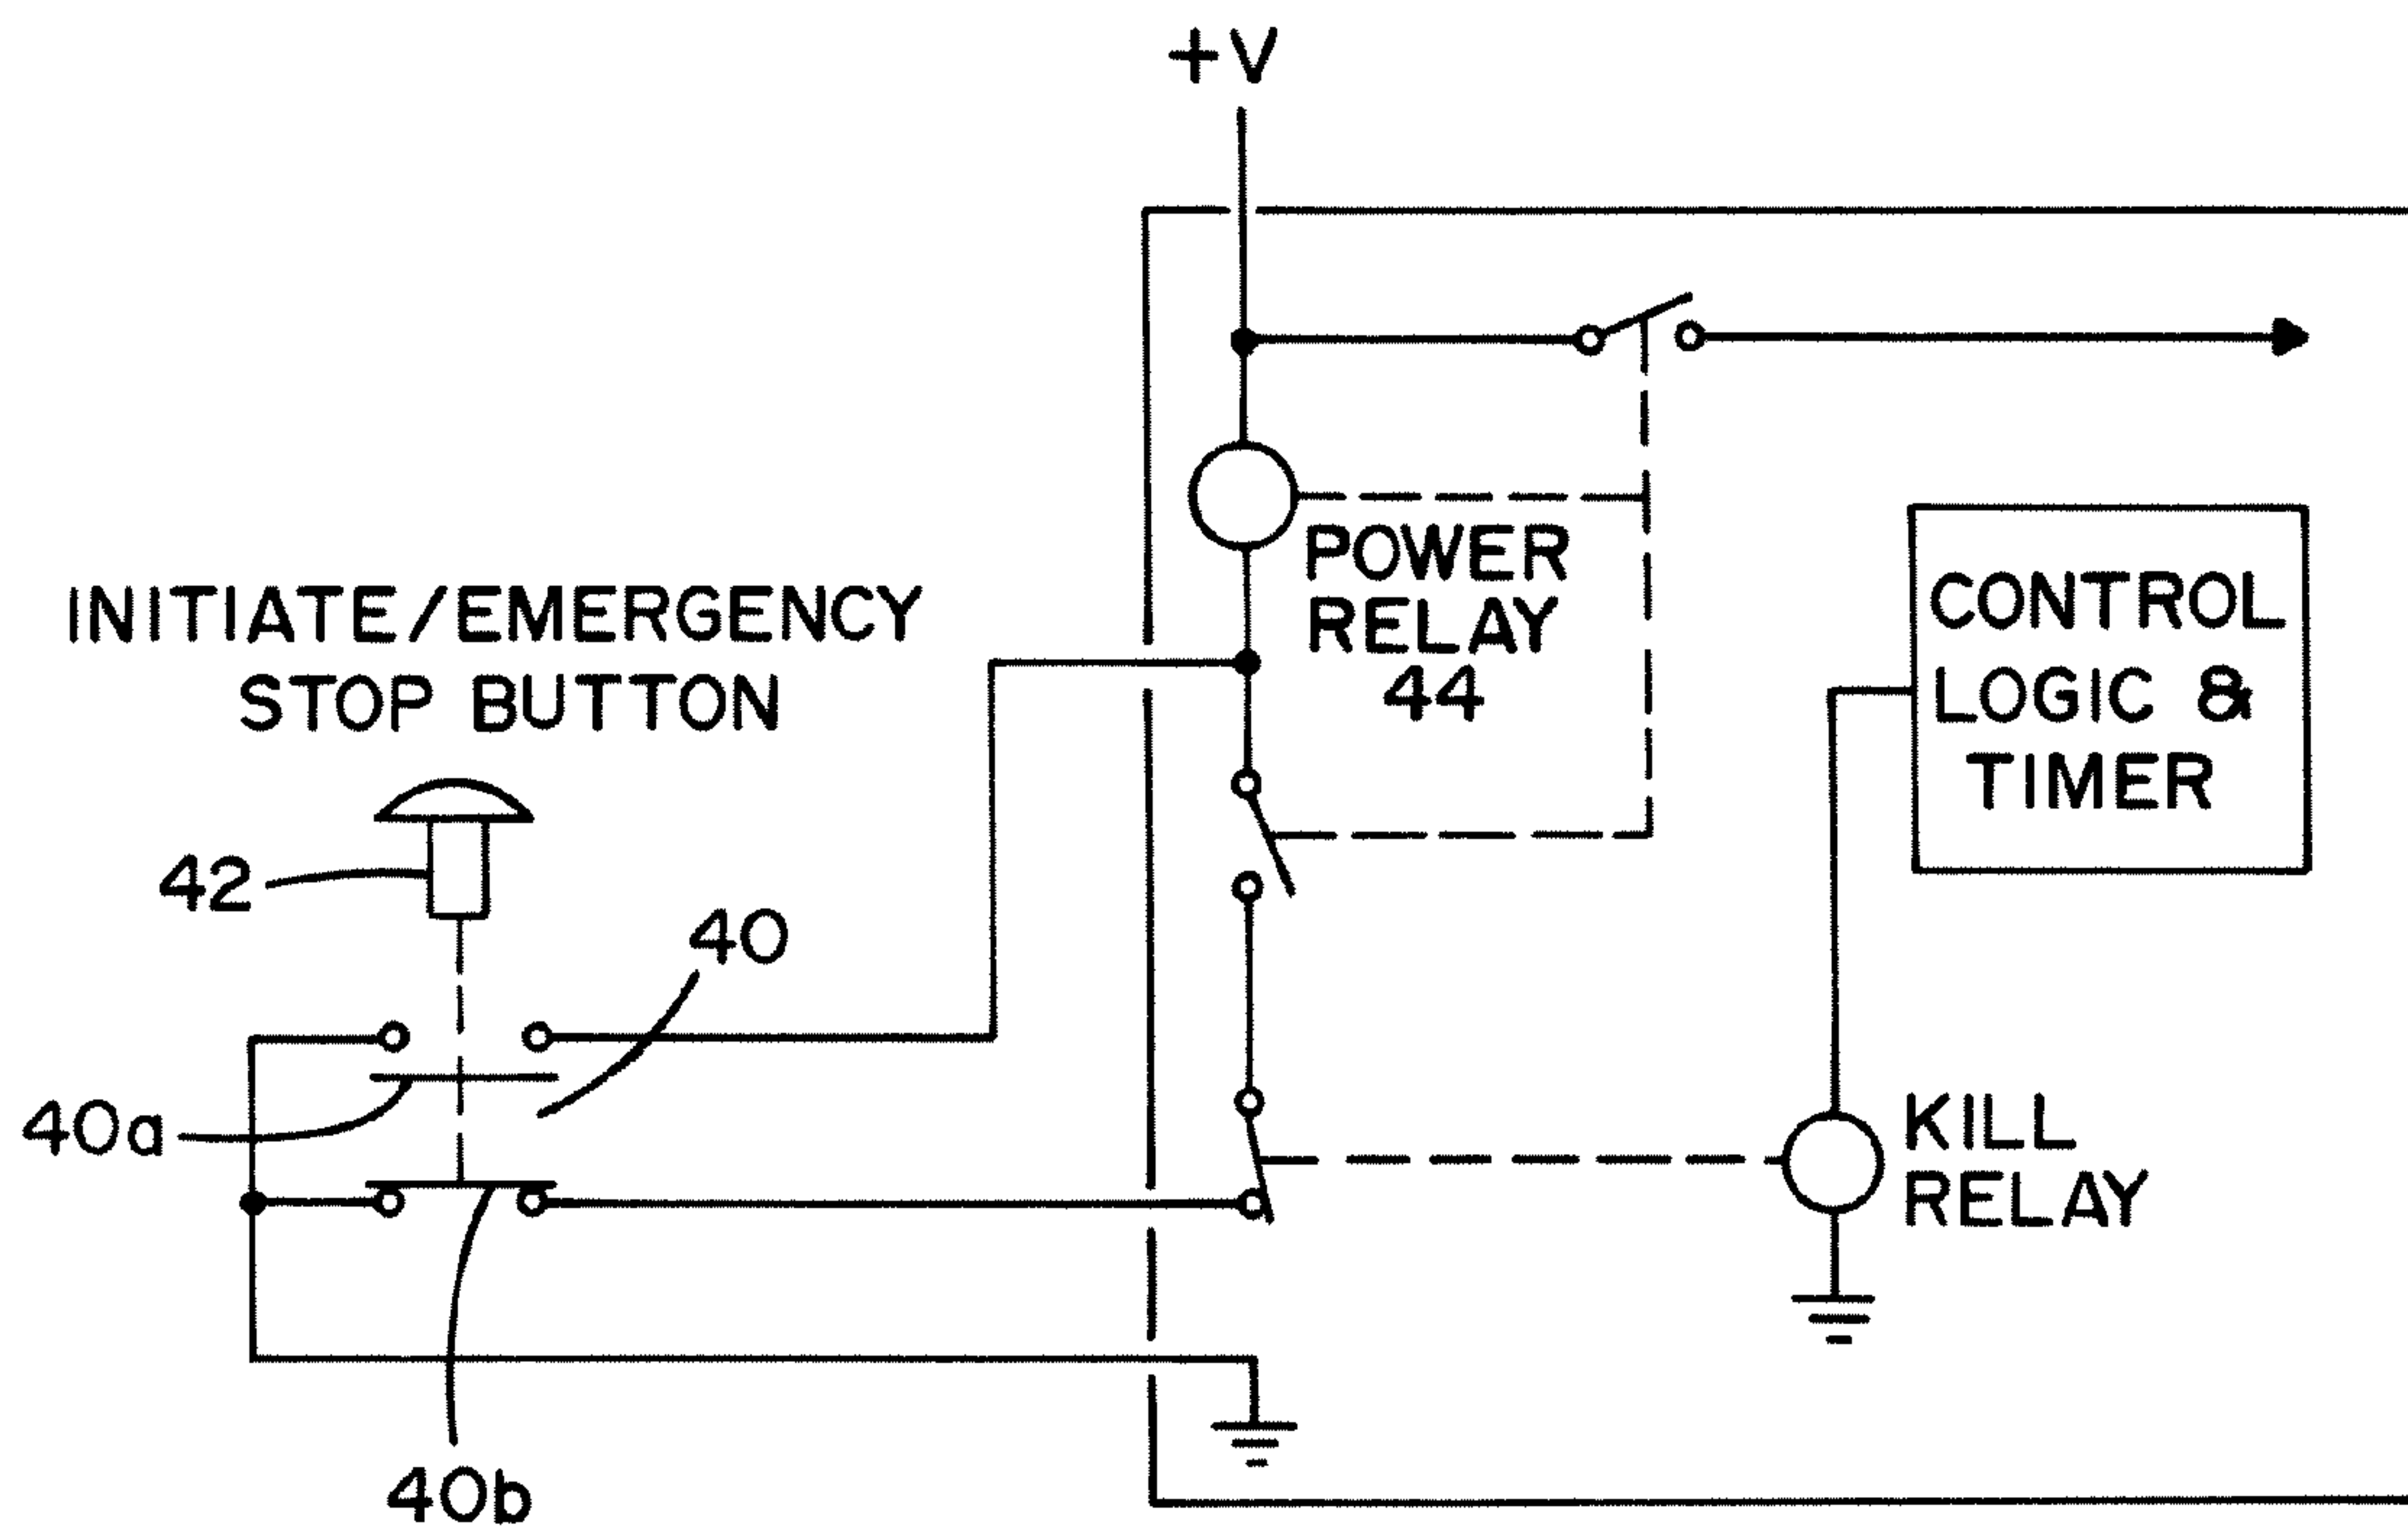 +V
INITIATE/EMERGENCY
STOP BUTTON
POWER
RELAY
44
CONTROL
LOGIC &
TIMER
42
40
40a
KILL
RELAY
40b